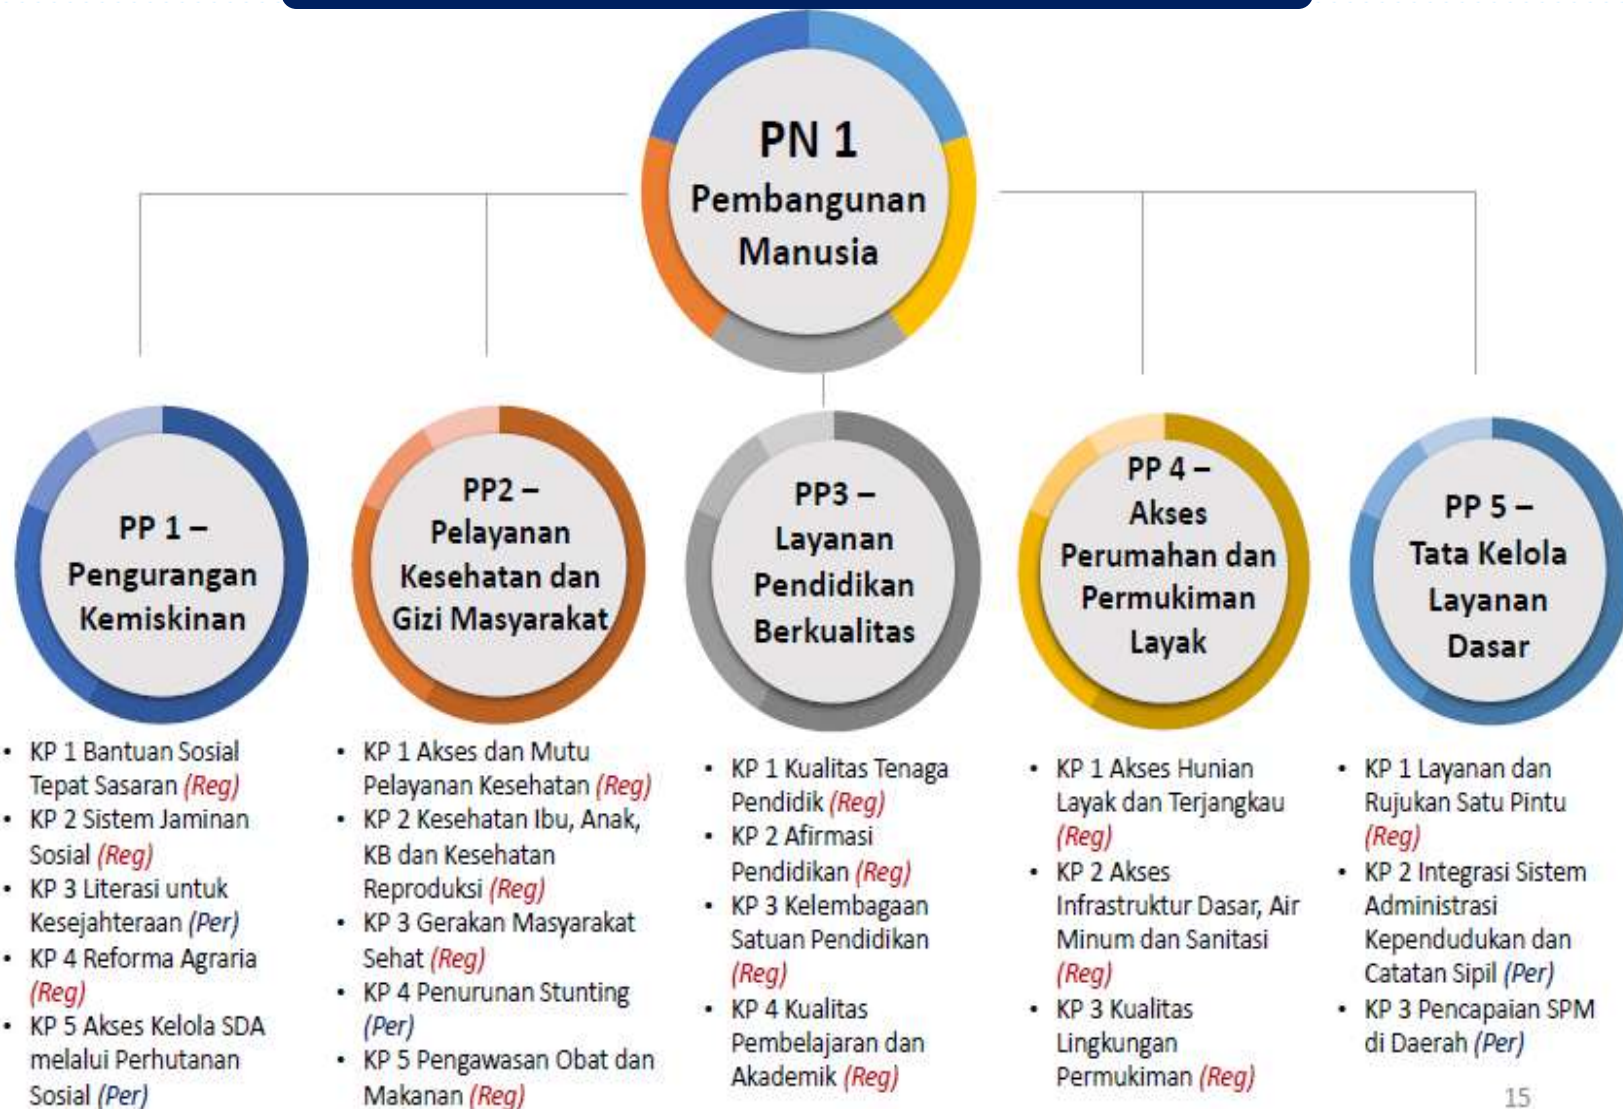 PN 1
Pembangunan
Manusia
PP 1 –
Pengurangan
Kemiskinan
PP2 –
Pelayanan
Kesehatan dan
Gizi Masyarakat
PP3 –
Layanan
Pendidikan
Berkualitas
PP 4 –
Akses
Perumahan dan
Permukiman
Layak
PP 5 –
Tata Kelola
Layanan
Dasar
• KP 1 Bantuan Sosial
Tepat Sasaran (Reg)
• KP 2 Sistem Jaminan
Sosial (Reg)
• KP 3 Literasi untuk
Kesejahteraan (Per)
• KP 4 Reforma Agraria
(Reg)
• KP 5 Akses Kelola SDA
melalui Perhutanan
Sosial (Per)
• KP 1 Akses dan Mutu
Pelayanan Kesehatan (Reg)
• KP 2 Kesehatan Ibu, Anak,
KB dan Kesehatan
Reproduksi (Reg)
• KP 3 Gerakan Masyarakat
Sehat (Reg)
• KP 4 Penurunan Stunting
(Per)
• KP 5 Pengawasan Obat dan
Makanan (Reg)
• KP 1 Kualitas Tenaga
Pendidik (Reg)
• KP 2 Afirmasi
Pendidikan (Reg)
• KP 3 Kelembagaan
Satuan Pendidikan
(Reg)
• KP 4 Kualitas
Pembelajaran dan
Akademik (Reg)
• KP 1 Akses Hunian
Layak dan Terjangkau
(Reg)
• KP 2 Akses
Infrastruktur Dasar, Air
Minum dan Sanitasi
(Reg)
• KP 3 Kualitas
Lingkungan
Permukiman (Reg)
• KP 1 Layanan dan
Rujukan Satu Pintu
(Reg)
• KP 2 Integrasi Sistem
Administrasi
Kependudukan dan
Catatan Sipil (Per)
• KP 3 Pencapaian SPM
di Daerah (Per)
15